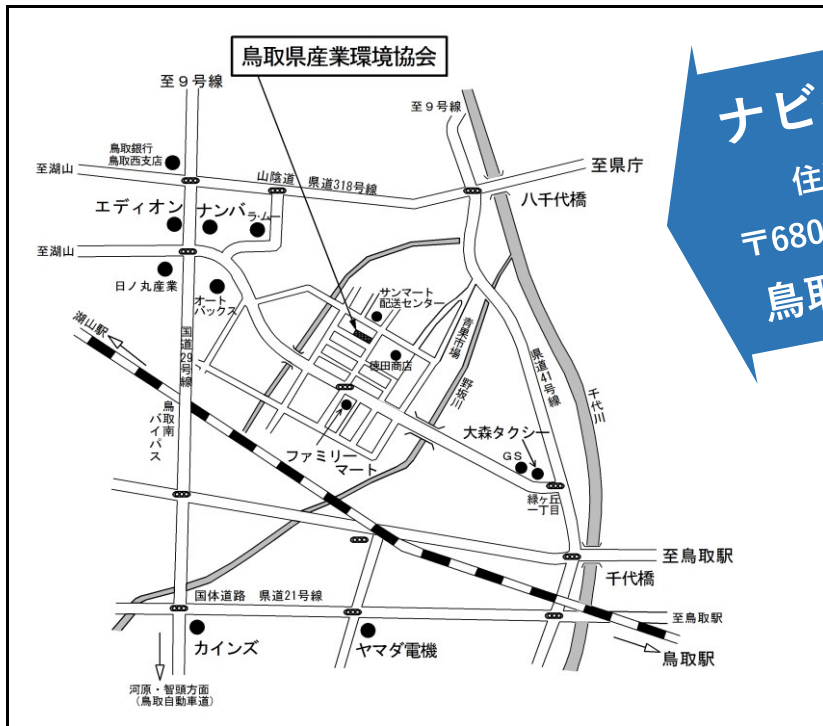 鳥取県産業環境協会
至９号線
至９号線
鳥取銀行
鳥取西支店
至湖山
山陰道 県道318号線
至県庁
八千代橋
エディオン
ナンバ
ラ・ムー
至湖山
日ノ丸産業
オート
バックス
サンマート
配送センター
青果市場
徳田商店
湖山駅
国道29号線
鳥取南
バイパス
野坂川
県道41号線
千代川
ファミリー
マート
大森タクシー
ＧＳ
緑ヶ丘
一丁目
至鳥取駅
千代橋
国体道路 県道21号線
至鳥取駅
カインズ
ヤマダ電機
鳥取駅
河原・智頭方面
（鳥取自動車道）
ナビ
住
〒680
鳥取